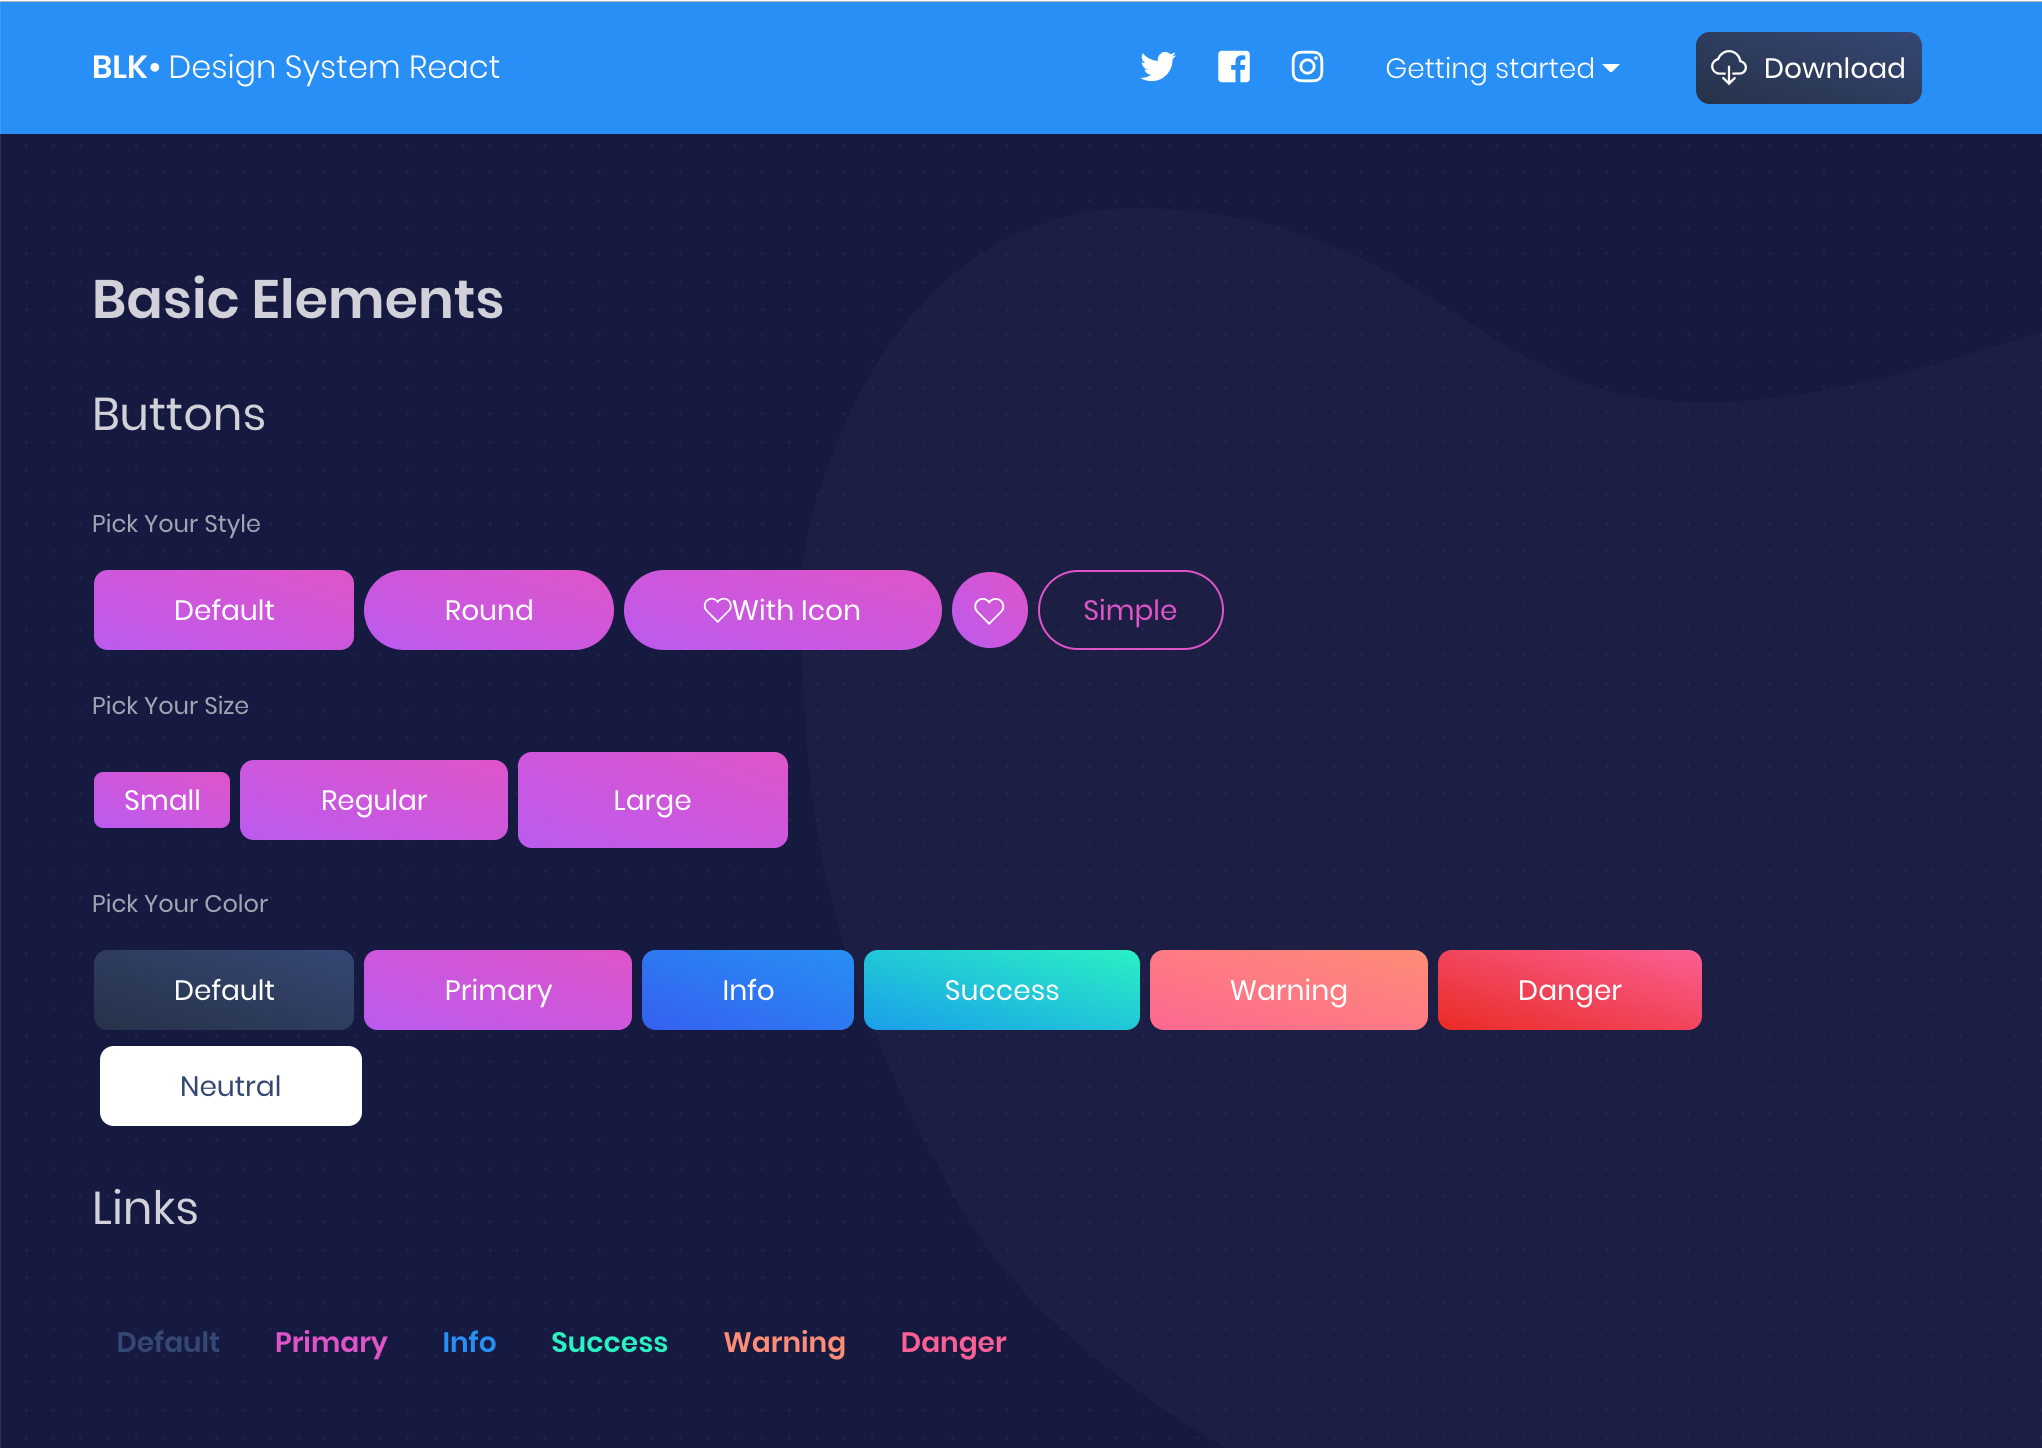 BLK• Design System React
Getting started
Download
Basic Elements
Buttons
Pick Your Style
Default
Round
With Icon
Simple
Pick Your Size
Small
Regular
Large
Pick Your Color
Default
Primary
Info
Success
Warning
Danger
Neutral
Links
Default
Primary
Info
Success
Warning
Danger